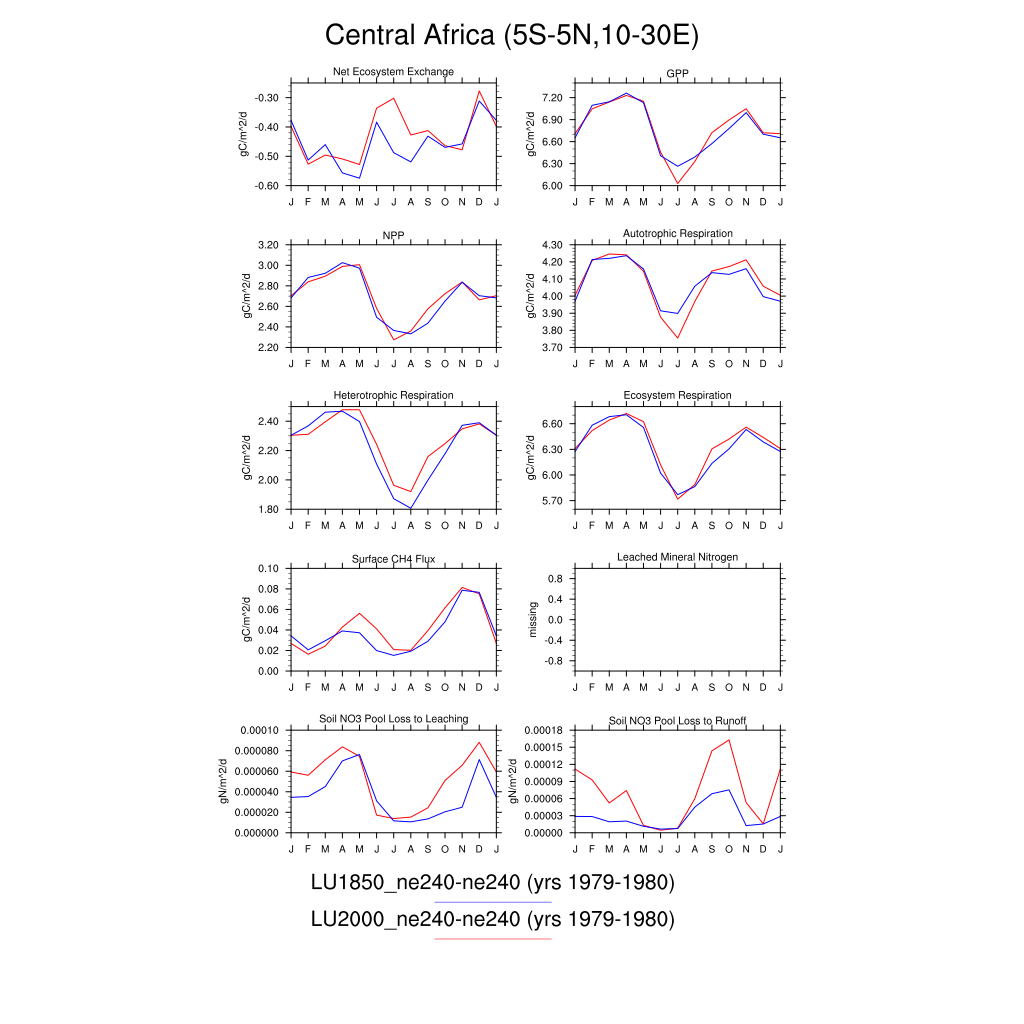 Central Africa (5S-5N,10-30E)
Net Ecosystem Exchange
gC/m^2/d
-0.30
-0.40
-0.50
-0.60
J F M A M J J A S O N D J
GPP
gC/m^2/d
7.20
6.90
6.60
6.30
6.00
J F M A M J J A S O N D J
NPP
gC/m^2/d
3.20
3.00
2.80
2.60
2.40
2.20
J F M A M J J A S O N D J
Autotrophic Respiration
gC/m^2/d
4.30
4.20
4.10
4.00
3.90
3.80
3.70
J F M A M J J A S O N D J
Heterotrophic Respiration
gC/m^2/d
2.40
2.20
2.00
1.80
J F M A M J J A S O N D J
Ecosystem Respiration
gC/m^2/d
6.60
6.30
6.00
5.70
J F M A M J J A S O N D J
Surface CH4 Flux
gC/m^2/d
0.10
0.08
0.06
0.04
0.02
0.00
J F M A M J J A S O N D J
Leached Mineral Nitrogen
missing
0.8
0.4
0.0
-0.4
-0.8
J F M A M J J A S O N D J
Soil NO3 Pool Loss to Leaching
gN/m^2/d
0.00010
0.000080
0.000060
0.000040
0.000020
0.000000
J F M A M J J A S O N D J
Soil NO3 Pool Loss to Runoff
gN/m^2/d
0.00018
0.00015
0.00012
0.00009
0.00006
0.00003
0.00000
J F M A M J J A S O N D J
LU1850_ne240-ne240 (yrs 1979-1980)
LU2000_ne240-ne240 (yrs 1979-1980)